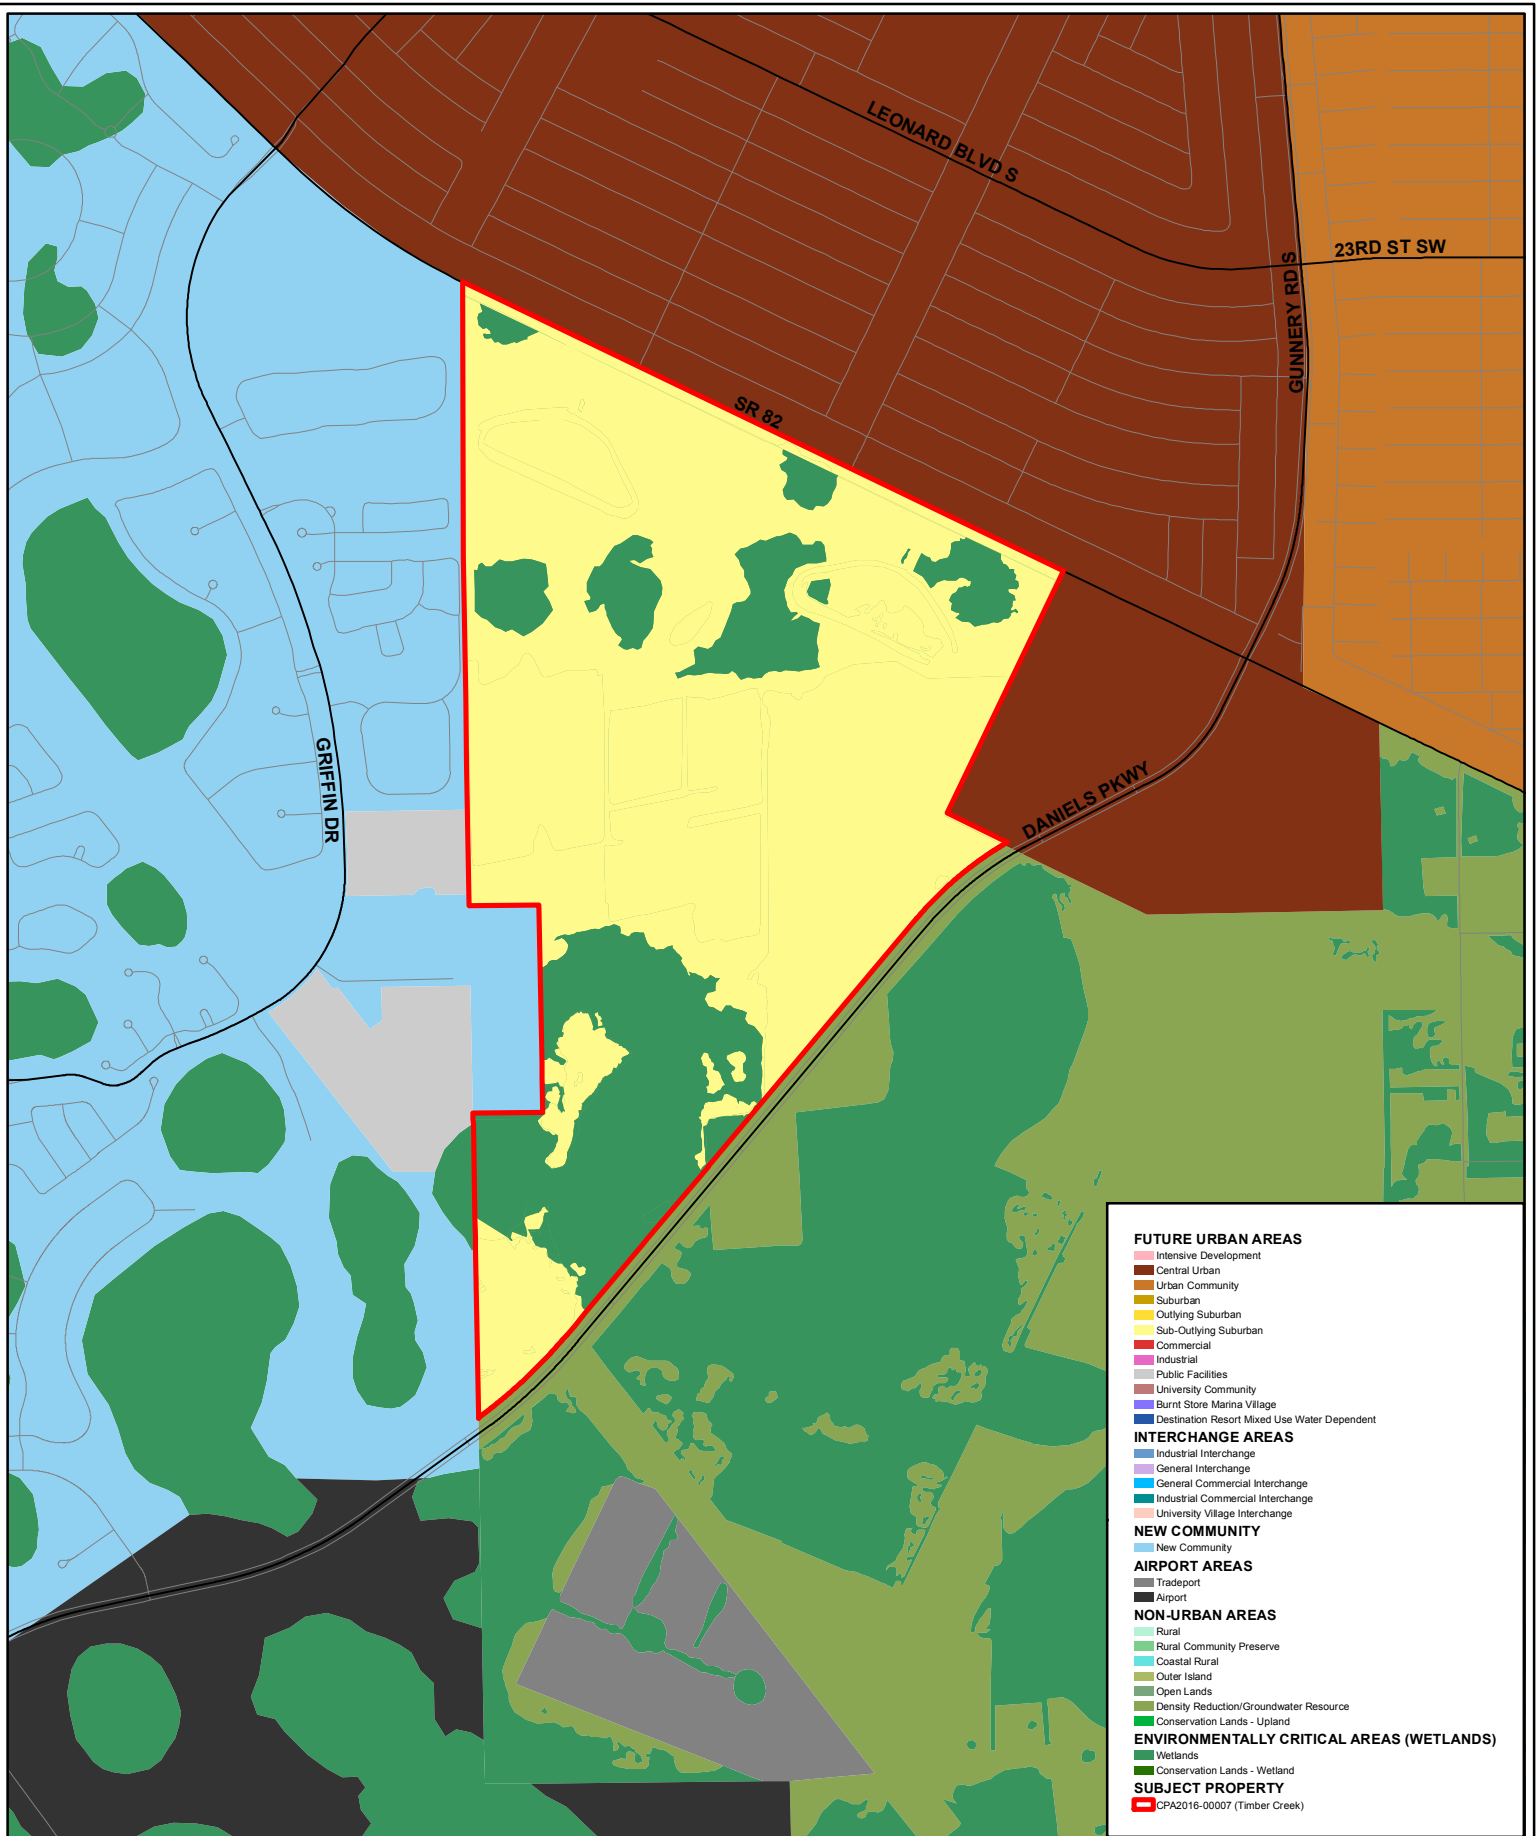 LEONARD BLVD S
23RD ST SW
GUNNERY RD S
SR 82
GRIFFIN DR
DANIELS PKWY
FUTURE URBAN AREAS
Intensive Development
Central Urban
Urban Community
Suburban
Outlying Suburban
Sub-Outlying Suburban
Commercial
Industrial
Public Facilities
University Community
Burnt Store Marina Village
Destination Resort Mixed Use Water Dependent
INTERCHANGE AREAS
Industrial Interchange
General Interchange
General Commercial Interchange
Industrial Commercial Interchange
University Village Interchange
NEW COMMUNITY
New Community
AIRPORT AREAS
Tradeport
Airport
NON-URBAN AREAS
Rural
Rural Community Preserve
Coastal Rural
Outer Island
Open Lands
Density Reduction/Groundwater Resource
Conservation Lands - Upland
ENVIRONMENTALLY CRITICAL AREAS (WETLANDS)
Wetlands
Conservation Lands - Wetland
SUBJECT PROPERTY
CPA2016-00007 (Timber Creek)